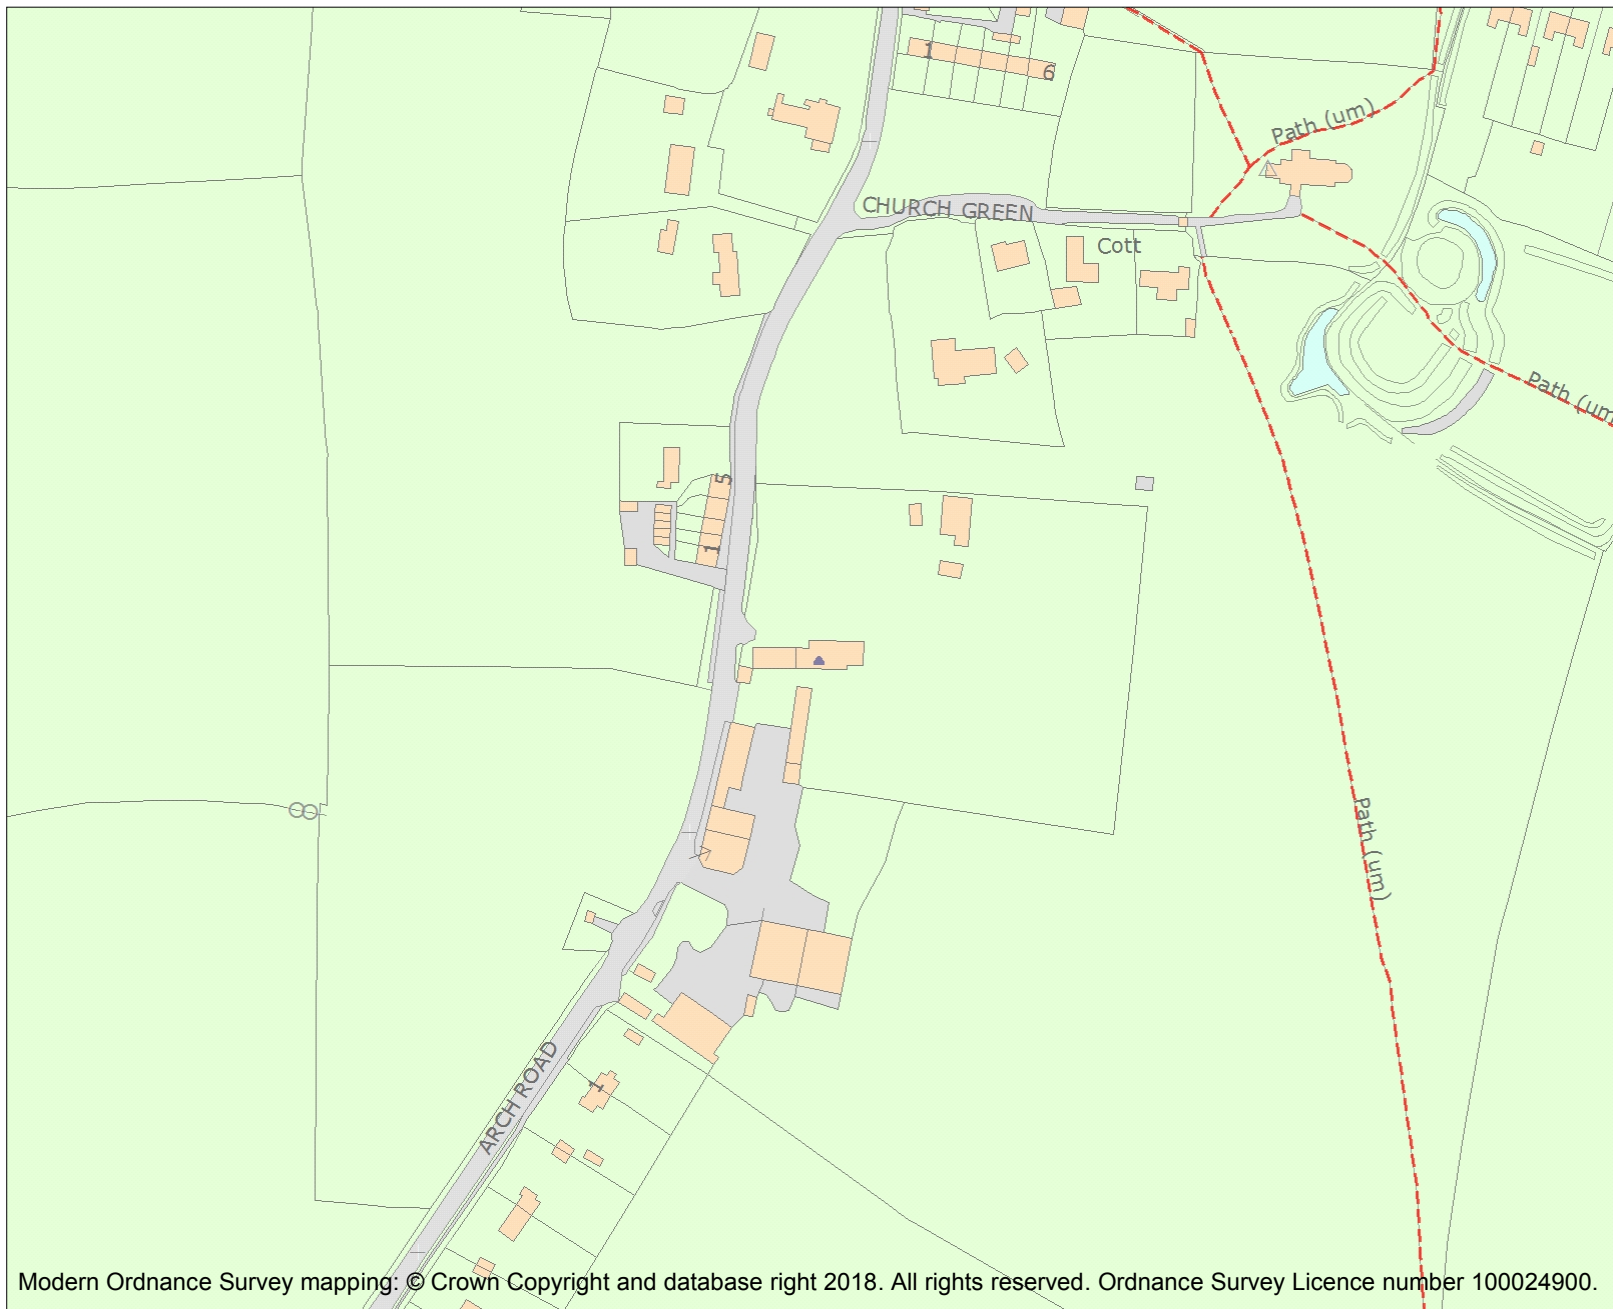 1
6
Path (um)
CHURCH GREEN
Cott
Path (um
5
1
Path (um)
ARCH ROAD
1
Modern Ordnance Survey mapping: © Crown Copyright and database right 2018. All rights reserved. Ordnance Survey Licence number 100024900.